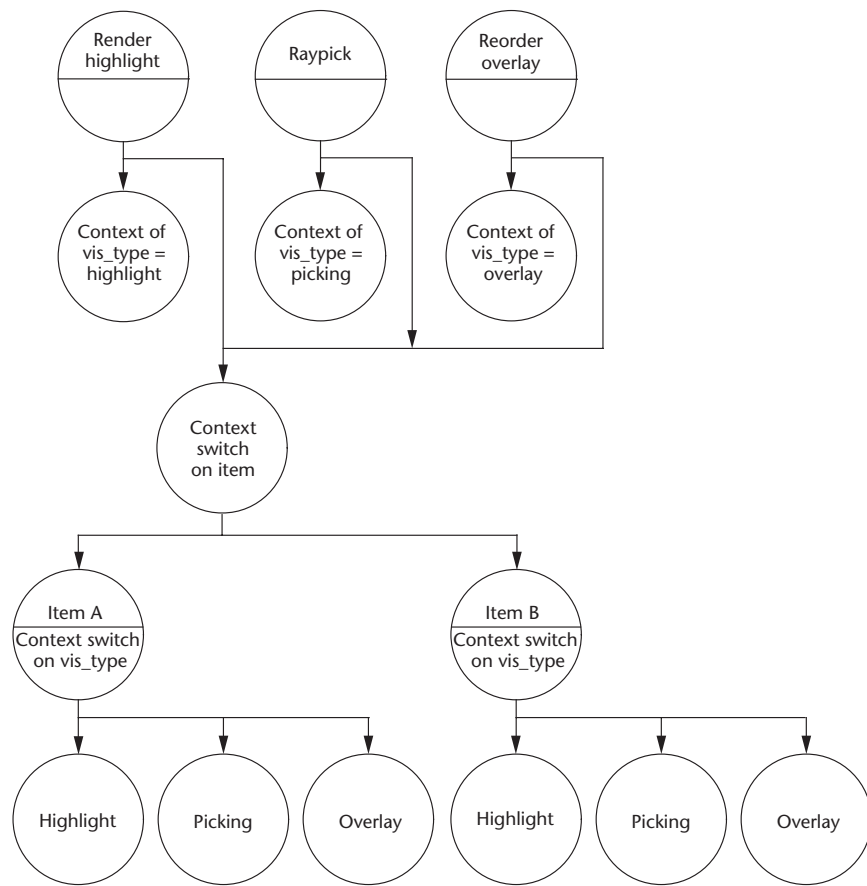 Render
highlight
Raypick
Reorder
overlay
Context of
vis_type =
highlight
Context of
vis_type =
picking
Context of
vis_type =
overlay
Context
switch
on item
Item A
Context switch
on vis_type
Item B
Context switch
on vis_type
Highlight
Picking
Overlay
Highlight
Picking
Overlay